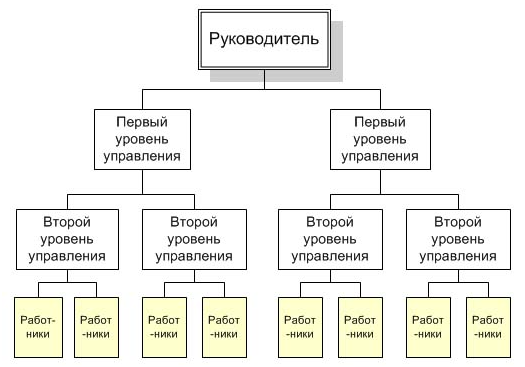 Руководитель
Первый
уровень
управления
Первый
уровень
управления
Второй
уровень
управления
Второй
уровень
управления
Второй
уровень
управления
Второй
уровень
управления
Работ-
ники
Работ
-ники
Работ
-ники
Работ
-ники
Работ
-ники
Работ
-ники
Работ
-ники
Работ
-ники